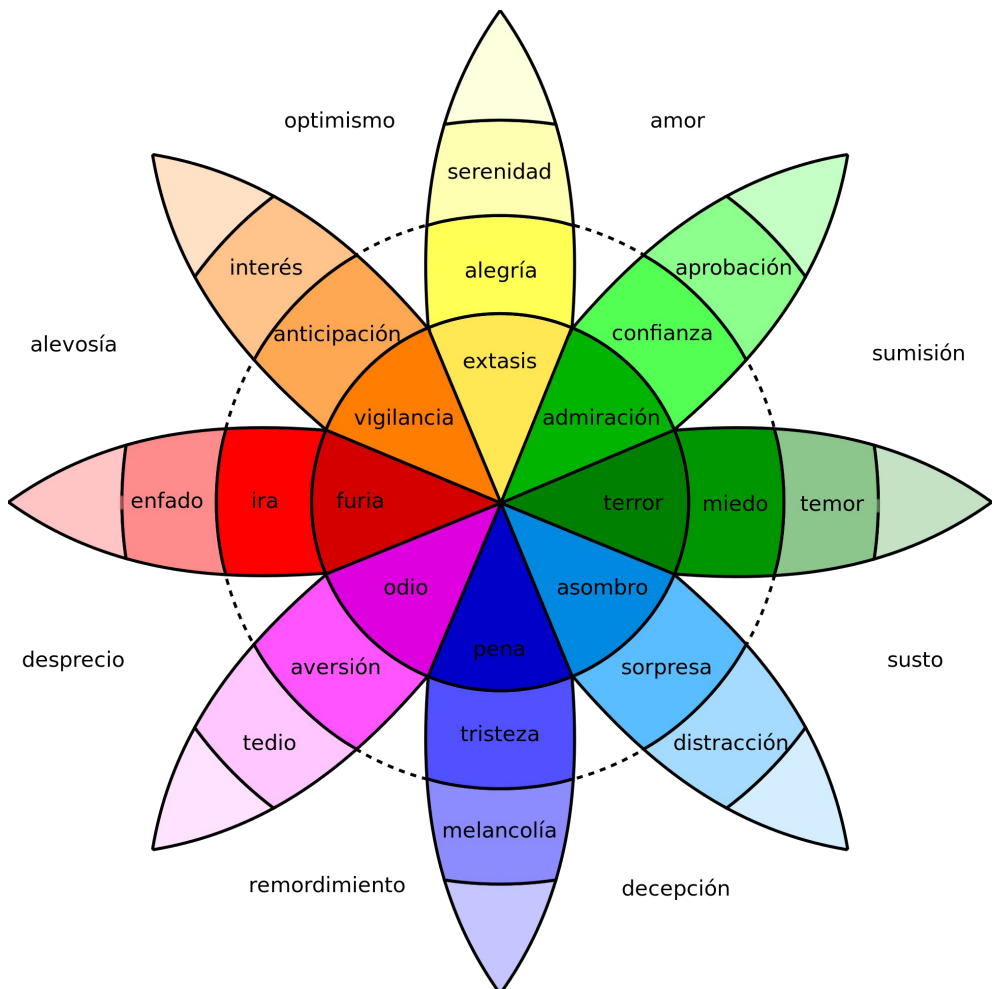 optimismo
amor
serenidad
interés
alegría
aprobación
anticipación
confianza
alevosía
sumisión
extasis
vigilancia
admiración
enfado
ira
furia
terror
miedo
temor
odio
asombro
desprecio
pena
susto
aversión
sorpresa
tedio
tristeza
distracción
melancolía
remordimiento
decepción